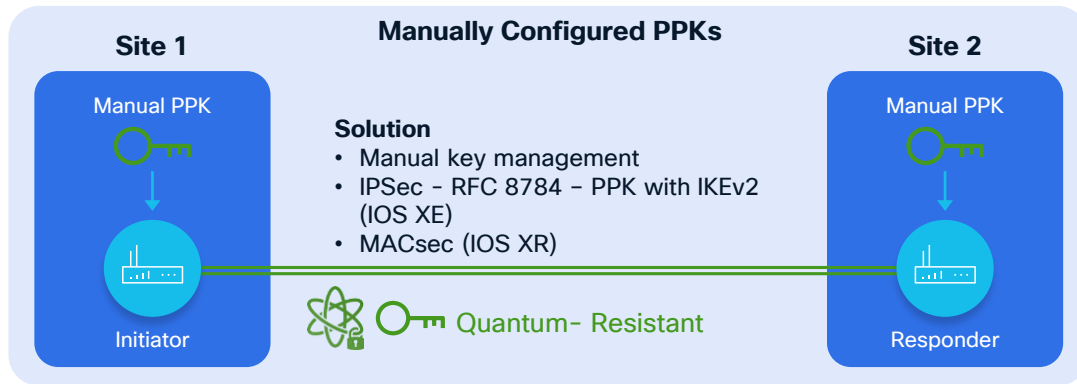 Manually Configured PPKs
Site 1
Manual PPK
Initiator
Solution
• Manual key management
• IPSec - RFC 8784 – PPK with IKEv2
(IOS XE)
• MACsec (IOS XR)
Quantum- Resistant
Site 2
Manual PPK
Responder